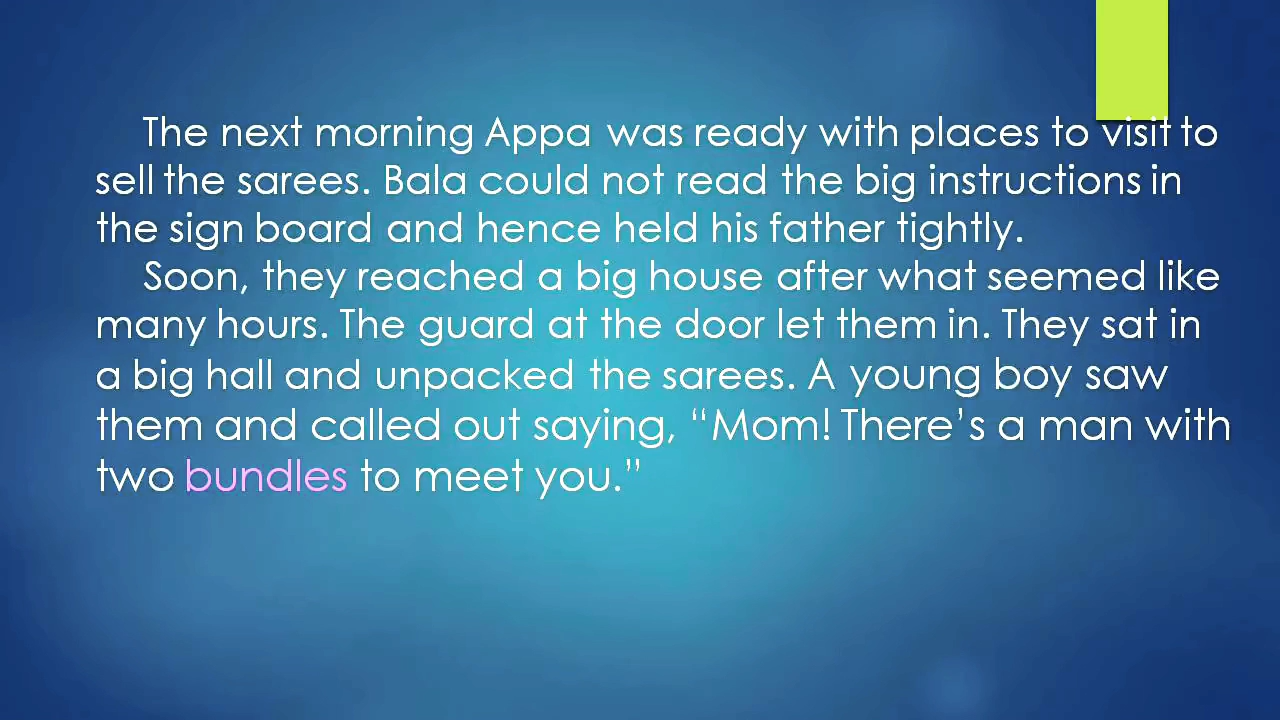 The next morning Appa was ready with places to visit to
sell the sarees. Bala could not read the big instructions in
the sign board and hence held his father tightly.
Soon, they reached a big house after what seemed like
many hours. The guard at the door let them in. They sat in
a big hall and unpacked the sarees. A young boy saw
them and called out saying, “Mom! There’s a man with
two bundles to meet you.”